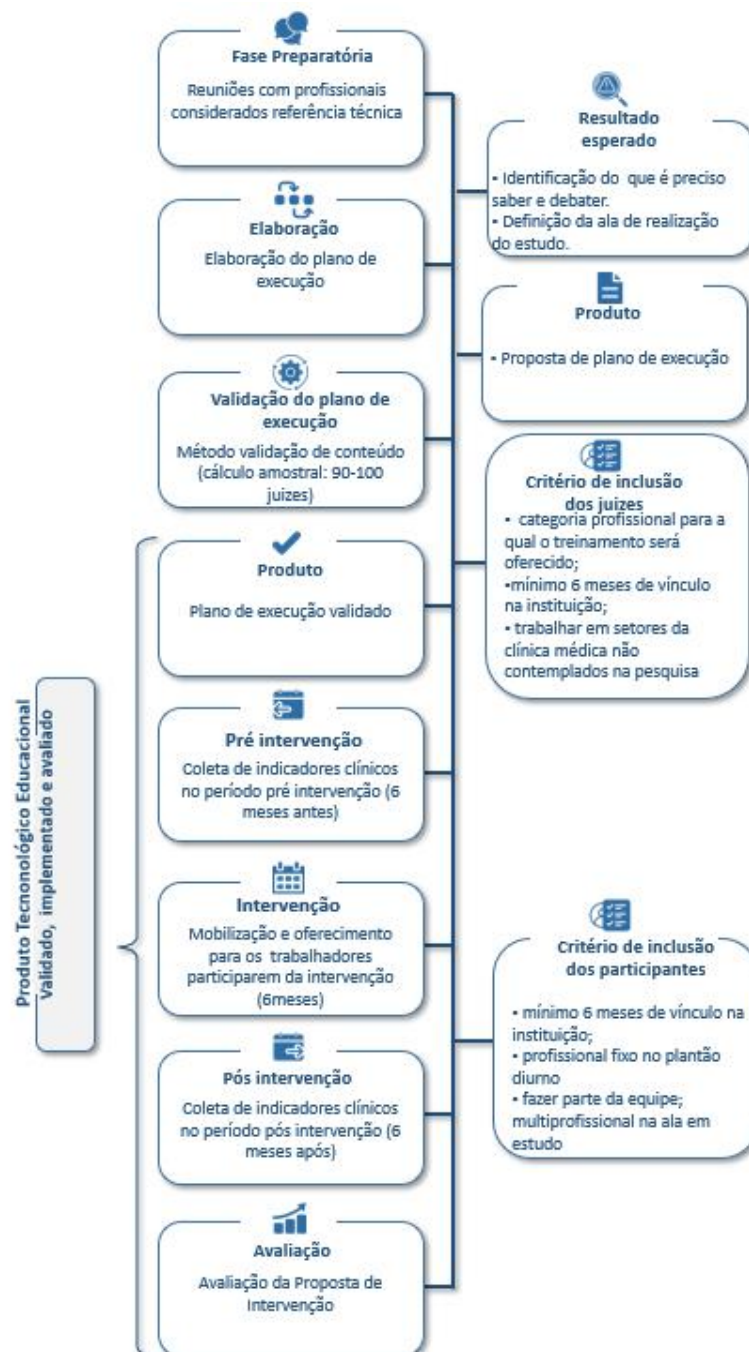 Fase Preparatória
Reuniões com profissionais
considerados referência técnica
Resultado
esperado
▪ Identificação do que é preciso
saber e debater.
▪ Definição da ala de realização
do estudo.
Elaboração
Elaboração do plano de
execução
Produto
▪ Proposta de plano de execução
Validação do plano de
execução
Método validação de conteúdo
(cálculo amostral: 90-100
juizes)
Critério de inclusão
dos juizes
▪ categoria profissional para a
qual o treinamento será
oferecido;
▪mínimo 6 meses de vínculo
na instituição;
▪ trabalhar em setores da
clínica médica não
contemplados na pesquisa
Produto
Plano de execução validado
Produto Tecnonológico Educacional
Validado, implementado e avaliado
Pré intervenção
Coleta de indicadores clínicos
no período pré intervenção (6
meses antes)
Intervenção
Mobilização e oferecimento
para os trabalhadores
participarem da intervenção
(6meses)
Critério de inclusão
dos participantes
▪ mínimo 6 meses de vínculo na
instituição;
▪ profissional fixo no plantão
diurno
▪ fazer parte da equipe;
multiprofissional na ala em
estudo
Pós intervenção
Coleta de indicadores clínicos
no período pós intervenção (6
meses após)
Avaliação
Avaliação da Proposta de
Intervenção